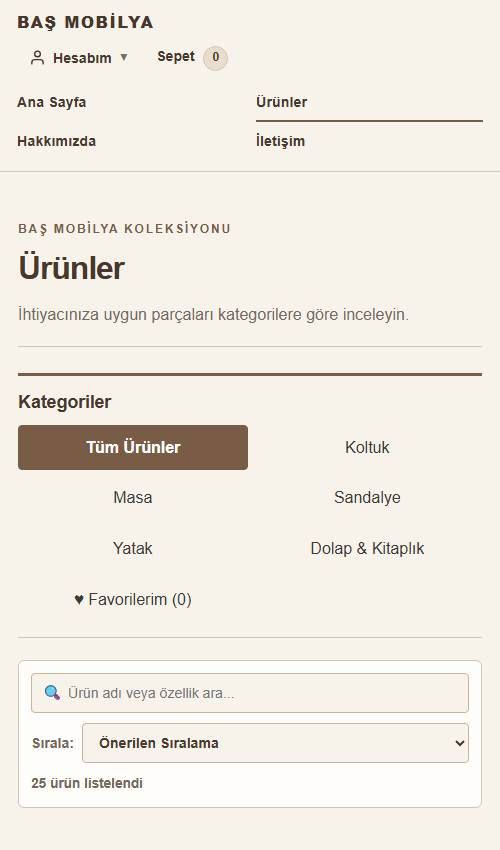 BAŞ MOBİLYA
Hesabım ▼ Sepet 0
Ana Sayfa Ürünler
Hakkımızda İletişim
BAŞ MOBİLYA KOLEKSİYONU
Ürünler
İhtiyacınıza uygun parçaları kategorilere göre inceleyin.
Kategoriler
Tüm Ürünler Koltuk
Masa Sandalye
Yatak Dolap & Kitaplık
♥ Favorilerim (0)
Ürün adı veya özellik ara...
Sırala: Önerilen Sıralama
25 ürün listelendi